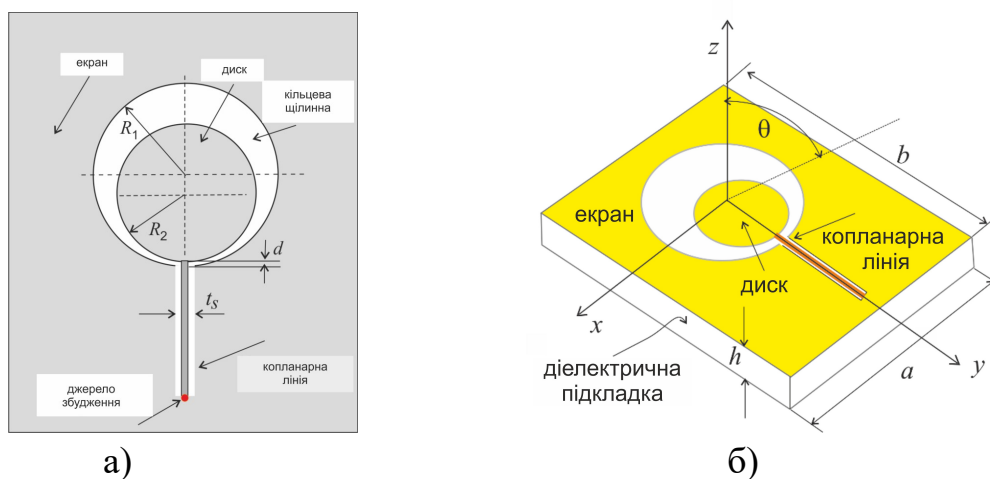 екран
диск
кільцева
щілинна
R1
R2
d
ts
копланарна
лінія
джерело
збудження
а)
z
θ
b
екран
копланарна
лінія
диск
x
h
діелектрична
підкладка
a
y
б)